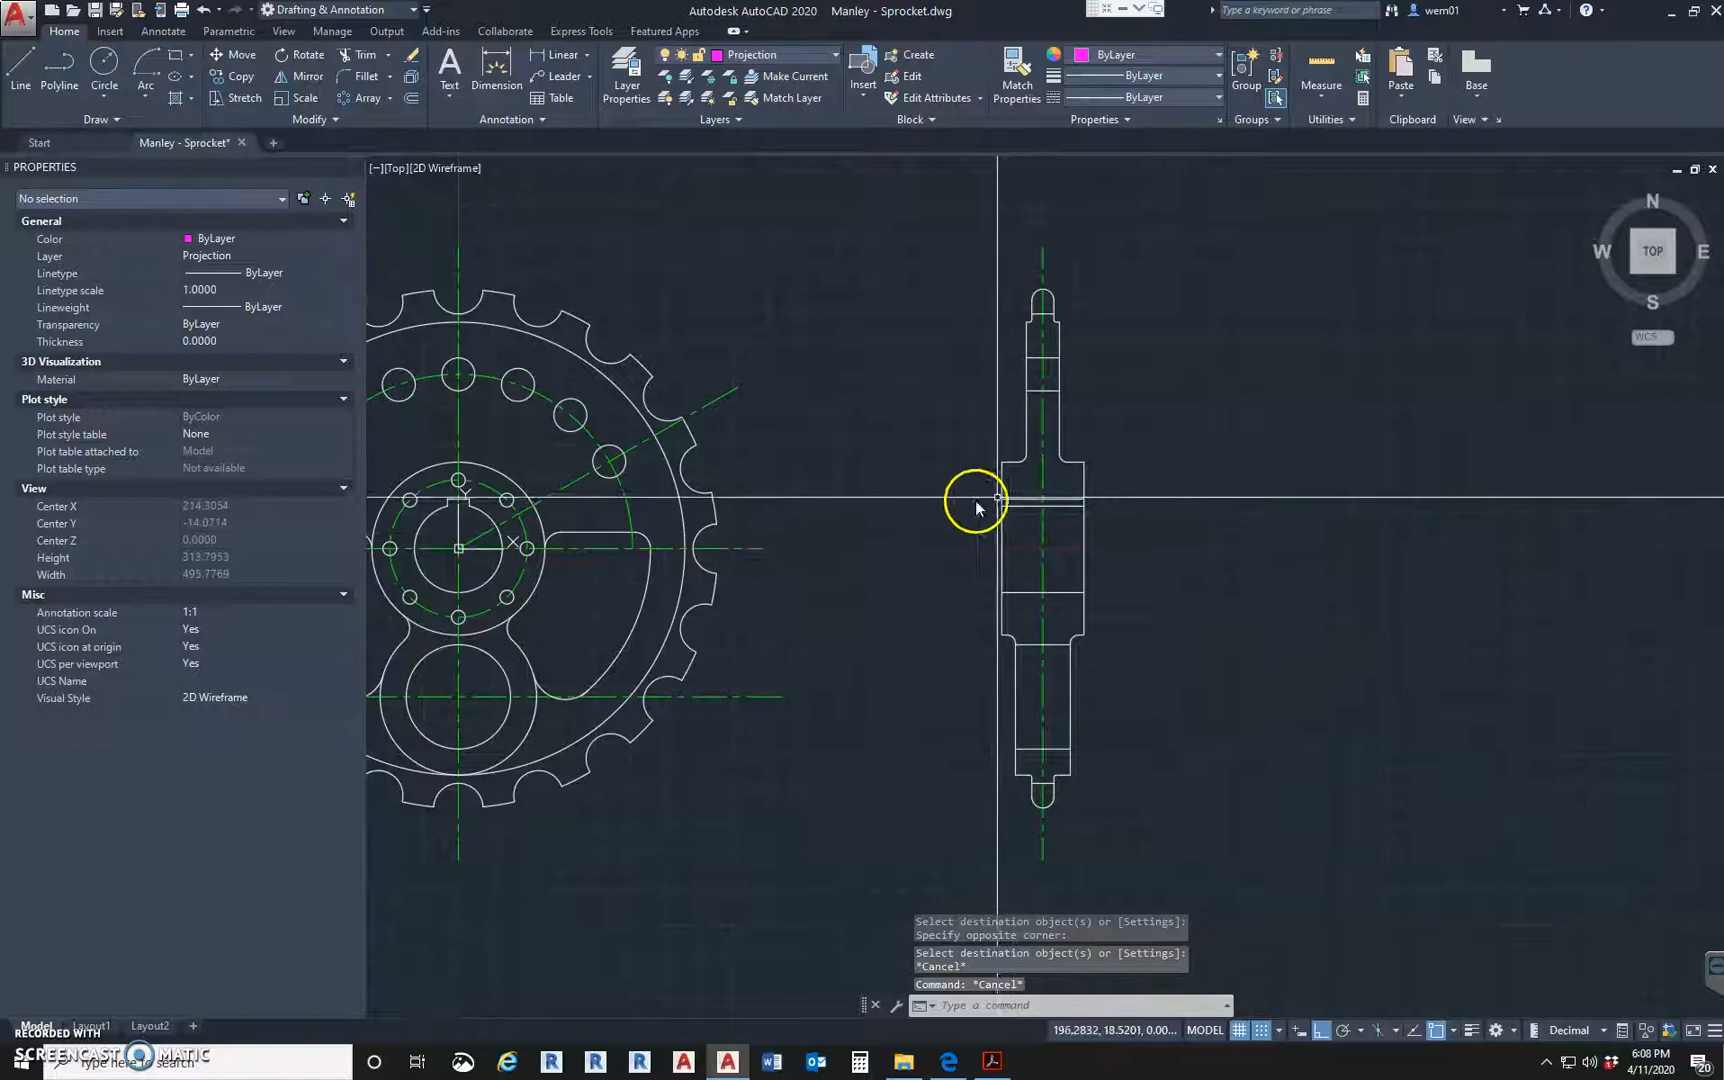 Drafting & Annotation
Autodesk AutoCAD 2020 Manley - Sprocket.dwg
Type a keyword or phrase
wem01
Home Insert Annotate Parametric View Manage Output Add-ins Collaborate Express Tools Featured Apps
Line Polyline Circle Arc
Move Rotate Trim
Copy Mirror Fillet
Stretch Scale Array
Text Dimension
Linear
Leader
Table
Layer Properties
Projection
Make Current
Match Layer
Insert
Create
Edit
Edit Attributes
Match Properties
ByLayer
ByLayer
ByLayer
Group Measure Paste Base
Draw Modify Annotation Layers Block Properties Groups Utilities Clipboard View
Start Manley - Sprocket*
PROPERTIES
No selection
General
Color ByLayer
Layer Projection
Linetype ByLayer
Linetype scale 1.0000
Lineweight ByLayer
Transparency ByLayer
Thickness 0.0000
3D Visualization
Material ByLayer
Plot style
Plot style ByColor
Plot style table None
Plot table attached to Model
Plot table type Not available
View
Center X 214.3054
Center Y -14.0714
Center Z 0.0000
Height 313.7953
Width 495.7769
Misc
Annotation scale 1:1
UCS icon On Yes
UCS icon at origin Yes
UCS per viewport Yes
UCS Name
Visual Style 2D Wireframe
[−][Top][2D Wireframe]
N
W TOP E
S
WCS
Y
X
Select destination object(s) or [Settings]:
Specify opposite corner:
Select destination object(s) or [Settings]:
*Cancel*
Command: *Cancel*
Type a command
Model Layout1 Layout2
196.2832, 18.5201, 0.00... MODEL Decimal
RECORDED WITH
SCREENCAST MATIC
Type here to search
6:08 PM
4/11/2020
20